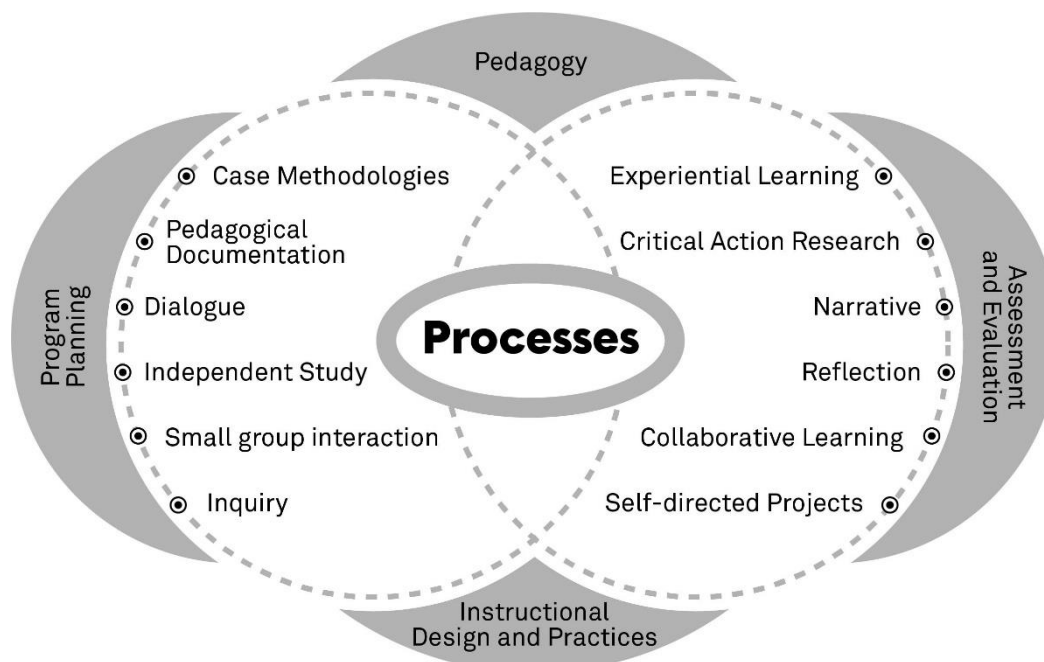 Pedagogy
Case Methodologies
Pedagogical
Documentation
Dialogue
Independent Study
Small group interaction
Inquiry
Program
Planning
Processes
Experiential Learning
Critical Action Research
Narrative
Reflection
Collaborative Learning
Self-directed Projects
Assessment
and Evaluation
Instructional
Design and Practices